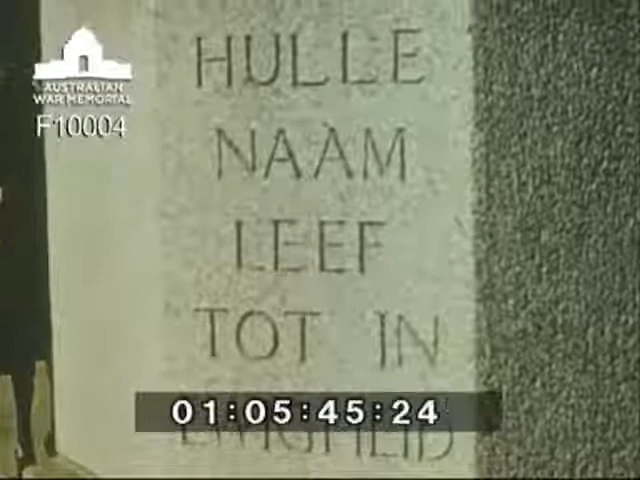 AUSTRALIAN
WAR MEMORIAL
F10004
HULLE
NAAM
LEEF
TOT IN
01:05:45:24